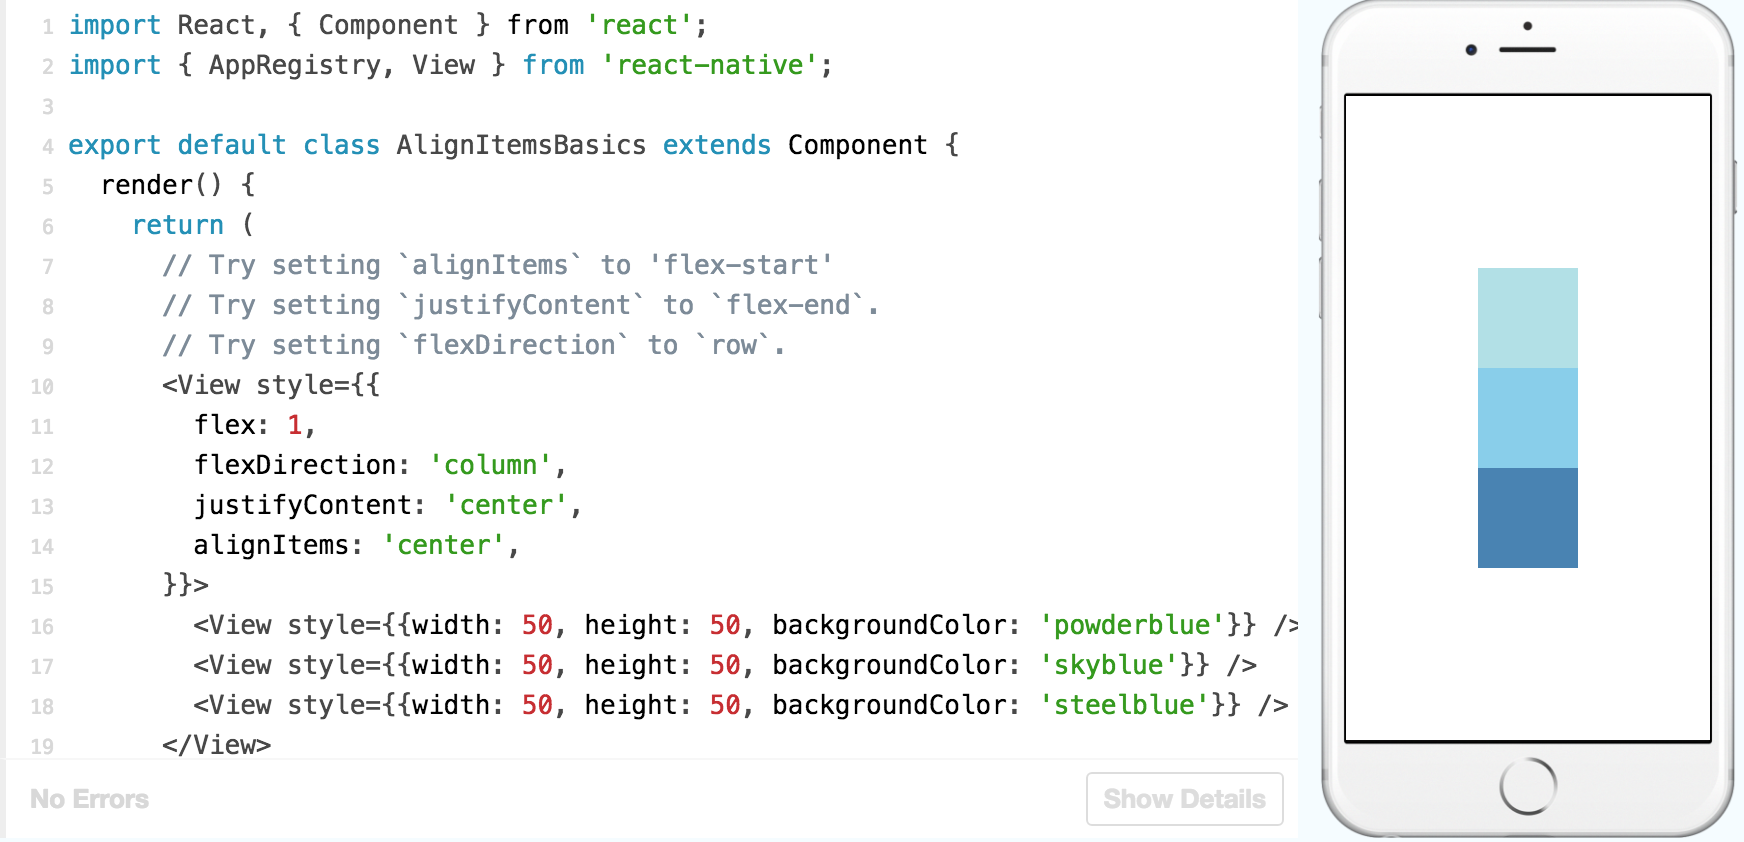 1 import React, { Component } from 'react';
2 import { AppRegistry, View } from 'react-native';
3
4 export default class AlignItemsBasics extends Component {
5 render() {
6 return (
7 // Try setting `alignItems` to 'flex-start'
8 // Try setting `justifyContent` to `flex-end`.
9 // Try setting `flexDirection` to `row`.
10 <View style={{
11 flex: 1,
12 flexDirection: 'column',
13 justifyContent: 'center',
14 alignItems: 'center',
15 }}>
16 <View style={{width: 50, height: 50, backgroundColor: 'powderblue'}} />
17 <View style={{width: 50, height: 50, backgroundColor: 'skyblue'}} />
18 <View style={{width: 50, height: 50, backgroundColor: 'steelblue'}} />
19 </View>
No Errors
Show Details